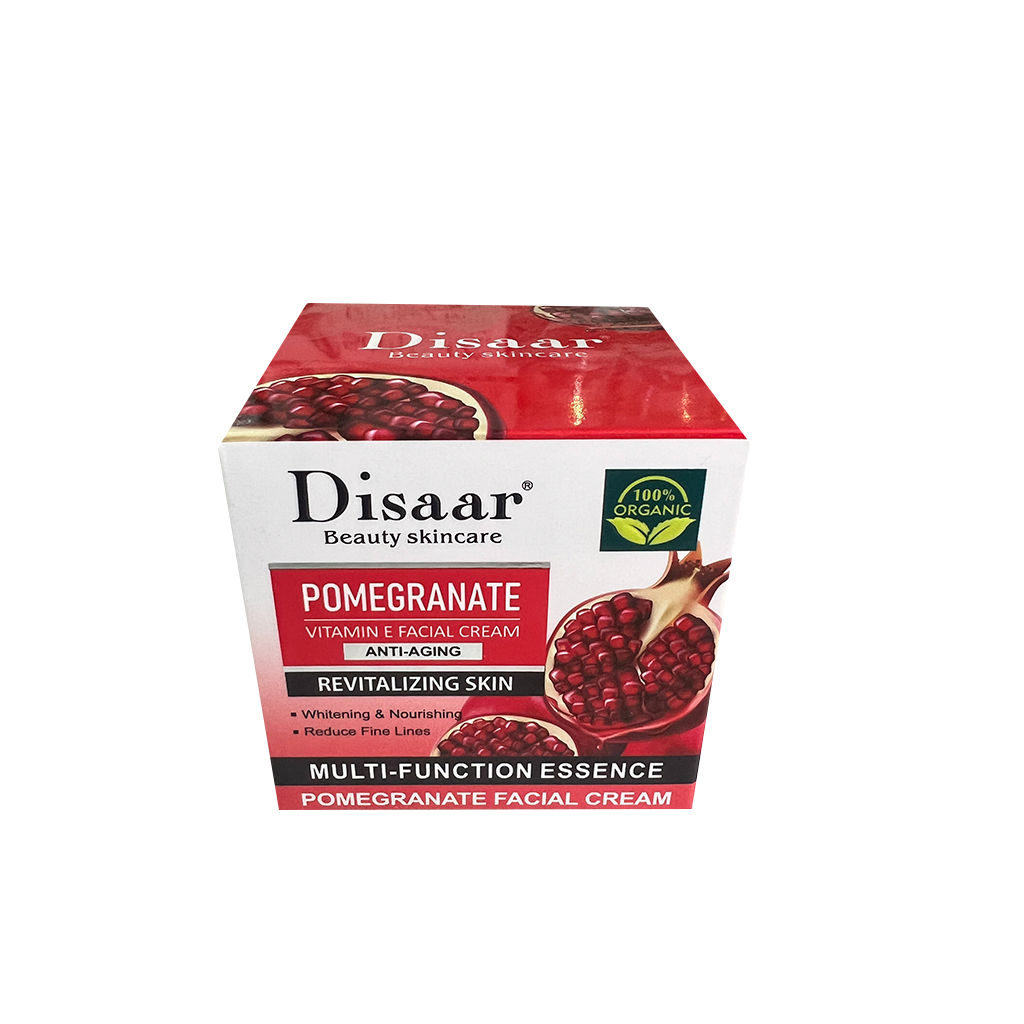 Disaar®
Beauty skincare
Disaar®
Beauty skincare
100%
ORGANIC
POMEGRANATE
VITAMIN E FACIAL CREAM
ANTI-AGING
REVITALIZING SKIN
▪ Whitening & Nourishing
▪ Reduce Fine Lines
MULTI-FUNCTION ESSENCE
POMEGRANATE FACIAL CREAM